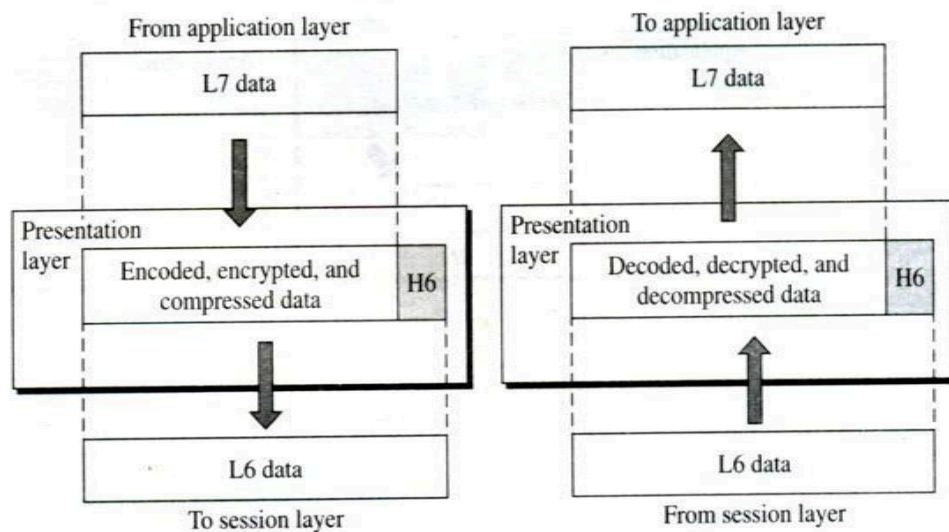 From application layer
L7 data
Presentation
layer
Encoded, encrypted, and
compressed data
H6
L6 data
To session layer
To application layer
L7 data
Presentation
layer
Decoded, decrypted, and
decompressed data
H6
L6 data
From session layer